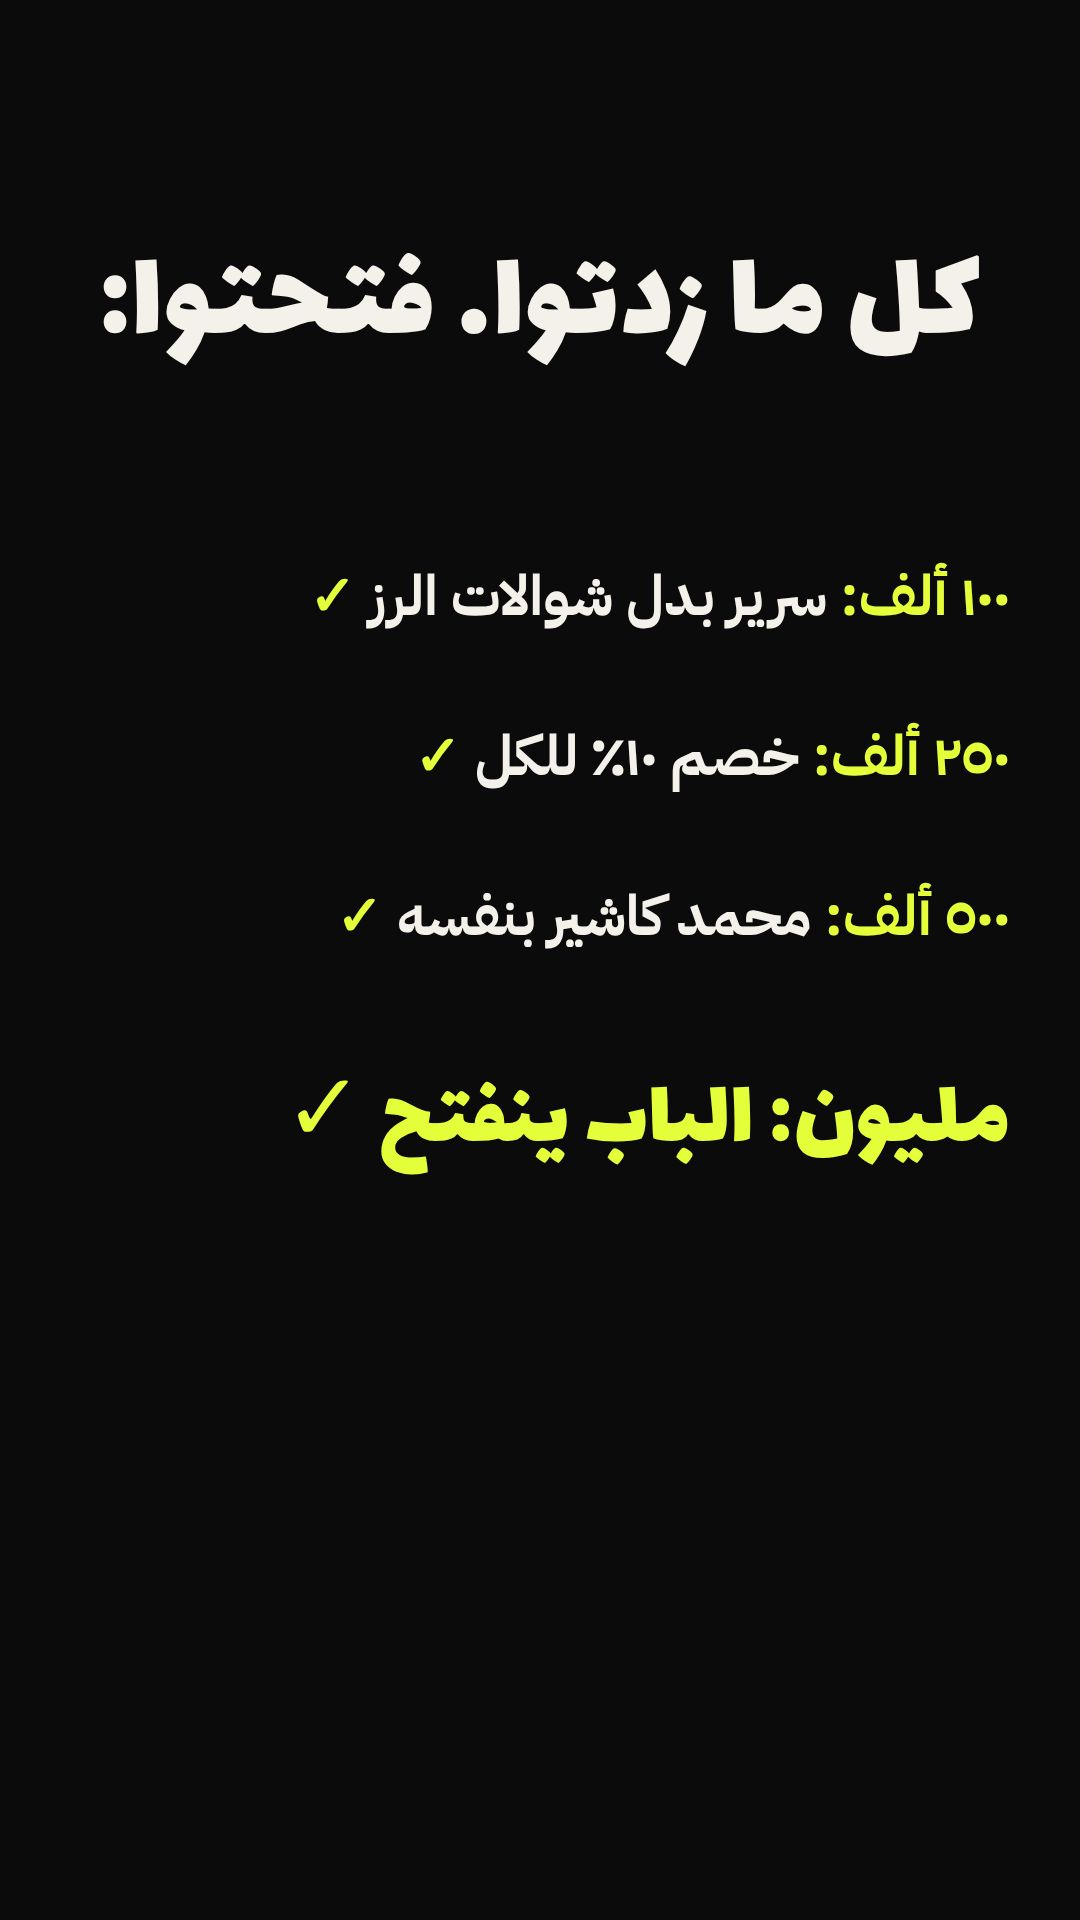 كل ما زدتوا. فتحتوا:
١٠٠ ألف: سرير بدل شوالات الرز ✓
٢٥٠ ألف: خصم ١٠٪ للكل ✓
٥٠٠ ألف: محمد كاشير بنفسه ✓
مليون: الباب ينفتح ✓